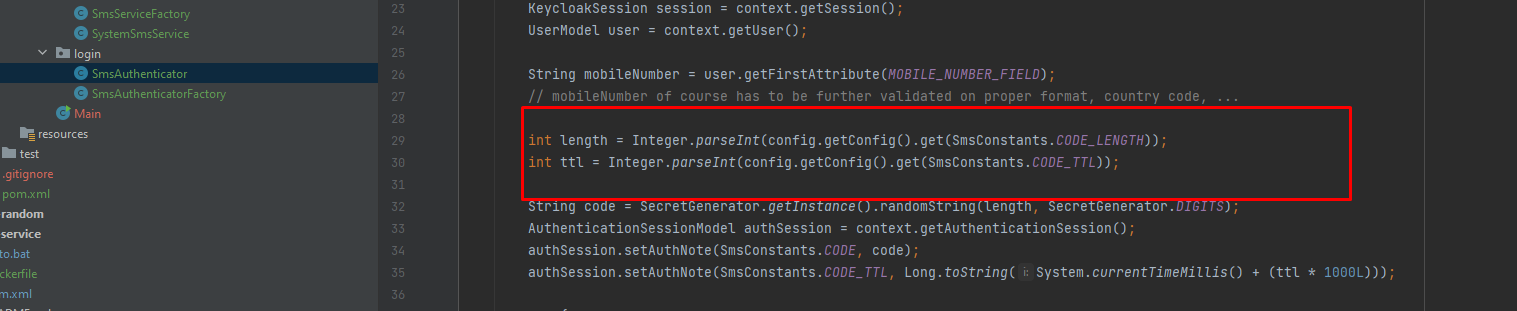 SmsServiceFactory
SystemSmsService
login
SmsAuthenticator
SmsAuthenticatorFactory
Main
resources
test
.gitignore
pom.xml
random
service
to.bat
ckerfile
m.xml
23 KeycloakSession session = context.getSession();
24 UserModel user = context.getUser();
25
26 String mobileNumber = user.getFirstAttribute(MOBILE_NUMBER_FIELD);
27 // mobileNumber of course has to be further validated on proper format, country code, ...
28
29 int length = Integer.parseInt(config.getConfig().get(SmsConstants.CODE_LENGTH));
30 int ttl = Integer.parseInt(config.getConfig().get(SmsConstants.CODE_TTL));
31
32 String code = SecretGenerator.getInstance().randomString(length, SecretGenerator.DIGITS);
33 AuthenticationSessionModel authSession = context.getAuthenticationSession();
34 authSession.setAuthNote(SmsConstants.CODE, code);
35 authSession.setAuthNote(SmsConstants.CODE_TTL, Long.toString( i: System.currentTimeMillis() + (ttl * 1000L)));
36